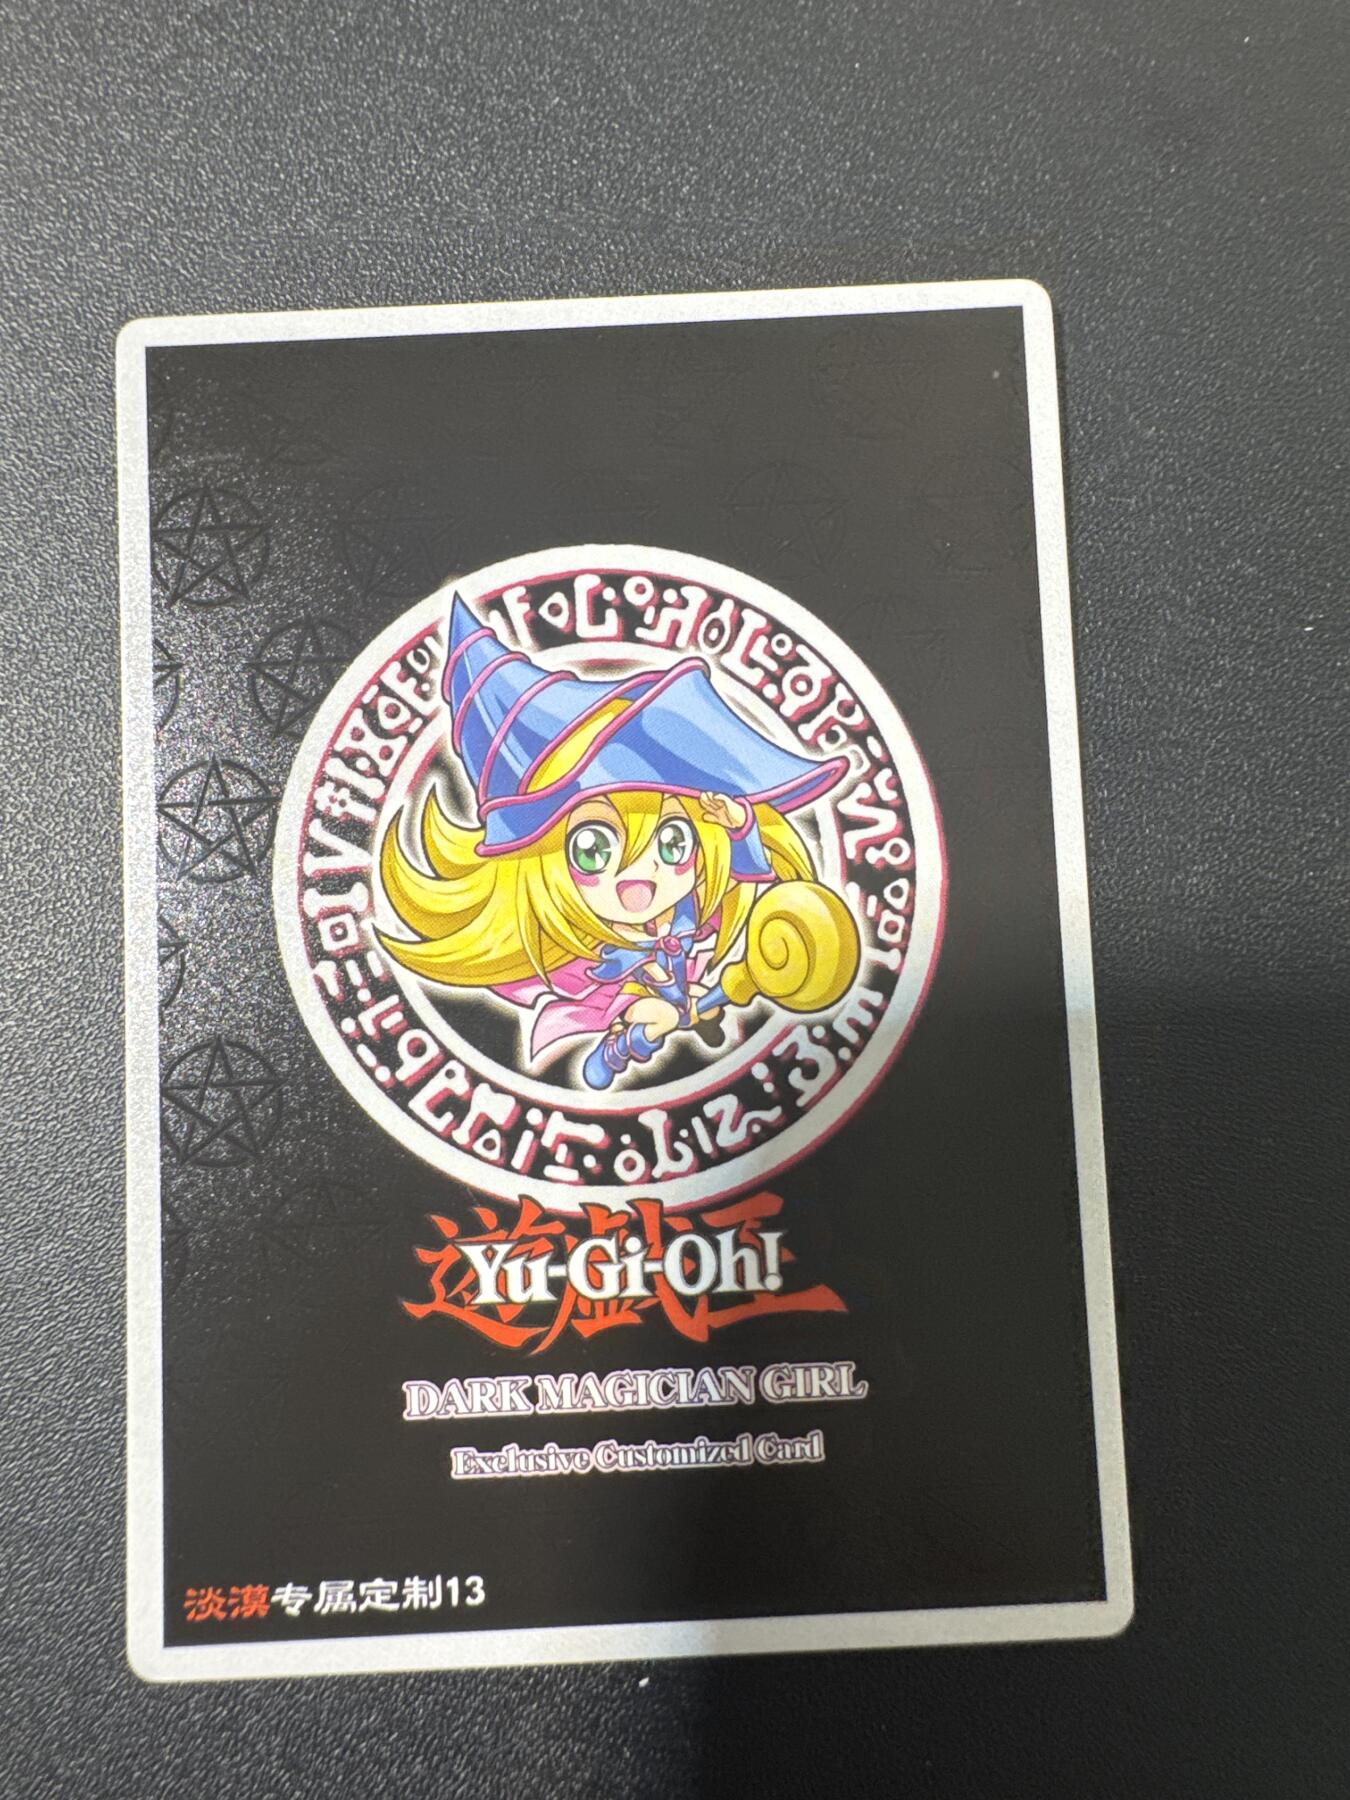 遊戯王
Yu-Gi-Oh!
DARK MAGICIAN GIRL
Exclusive Customized Card
淡漠专属定制13